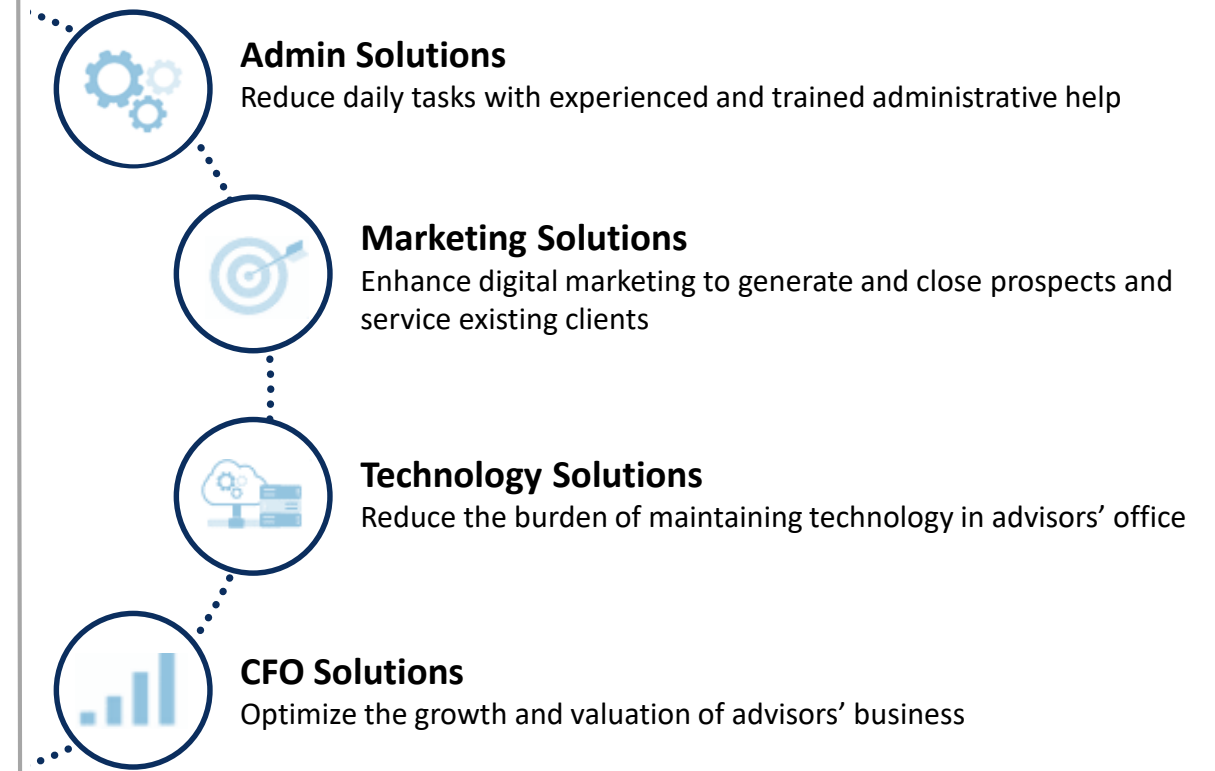 Admin Solutions
Reduce daily tasks with experienced and trained administrative help
Marketing Solutions
Enhance digital marketing to generate and close prospects and
service existing clients
Technology Solutions
Reduce the burden of maintaining technology in advisors’ office
CFO Solutions
Optimize the growth and valuation of advisors’ business